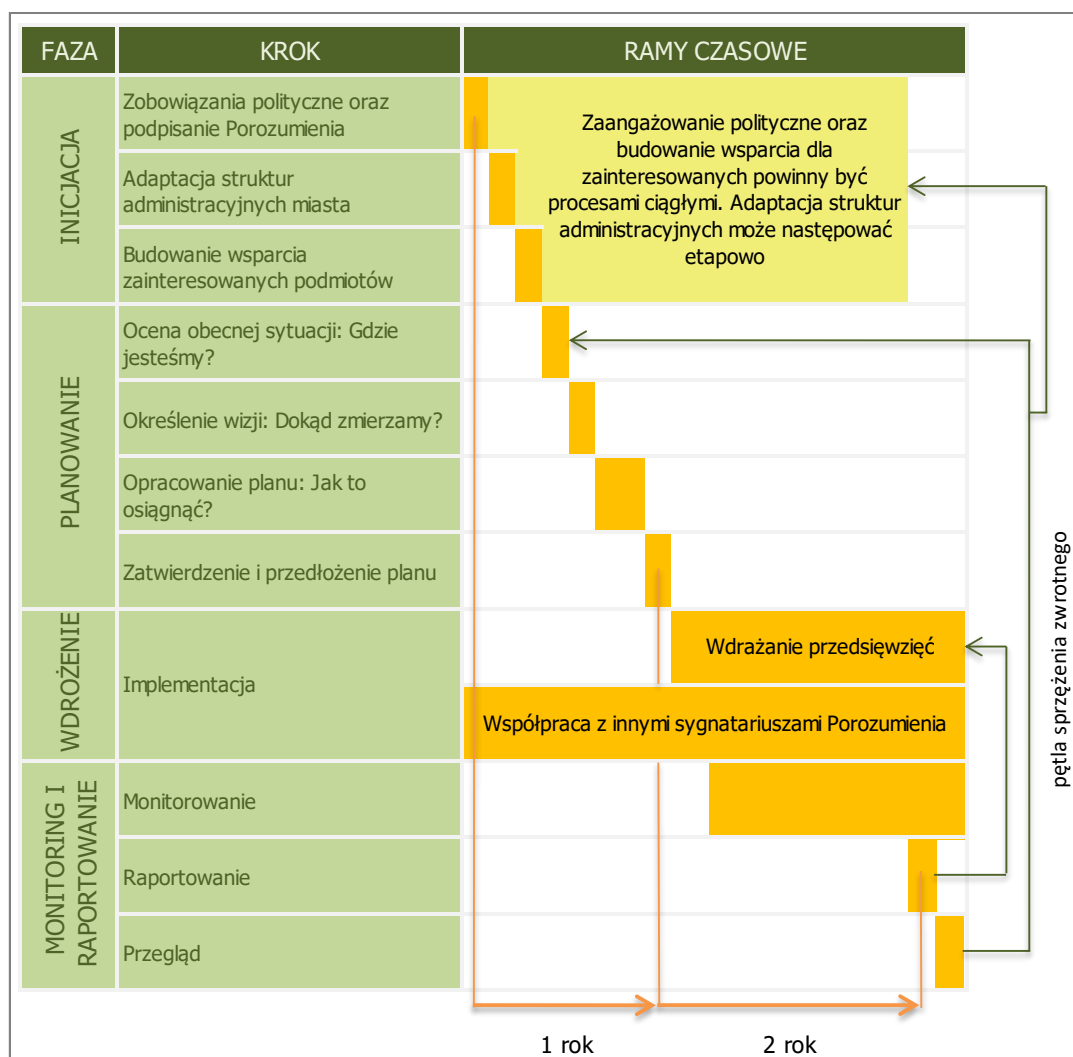 FAZA
KROK
RAMY CZASOWE
INICJACJA
Zobowiązania polityczne oraz
podpisanie Porozumienia
Zaangażowanie polityczne oraz
budowanie wsparcia dla
zainteresowanych powinny być
procesami ciągłymi. Adaptacja struktur
administracyjnych może następować
etapowo
Adaptacja struktur
administracyjnych miasta
Budowanie wsparcia
zainteresowanych podmiotów
PLANOWANIE
Ocena obecnej sytuacji: Gdzie
jesteśmy?
Określenie wizji: Dokąd zmierzamy?
Opracowanie planu: Jak to
osiągnąć?
Zatwierdzenie i przedłożenie planu
WDROŻENIE
Implementacja
Wdrażanie przedsięwzięć
Współpraca z innymi sygnatariuszami Porozumienia
MONITORING I
RAPORTOWANIE
Monitorowanie
Raportowanie
Przegląd
pętla sprzężenia zwrotnego
1 rok
2 rok